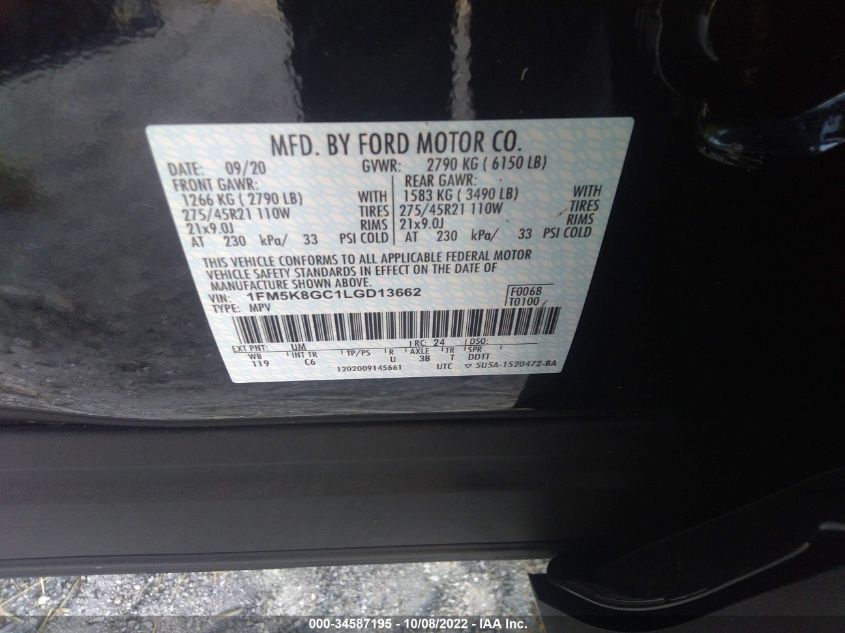 MFD. BY FORD MOTOR CO.
DATE: 09/20 GVWR: 2790 KG ( 6150 LB)
FRONT GAWR: REAR GAWR:
1266 KG ( 2790 LB) WITH 1583 KG ( 3490 LB) WITH
275/45R21 110W TIRES 275/45R21 110W TIRES
21x9.0J RIMS 21x9.0J RIMS
AT 230 kPa/ 33 PSI COLD AT 230 kPa/ 33 PSI COLD
THIS VEHICLE CONFORMS TO ALL APPLICABLE FEDERAL MOTOR
VEHICLE SAFETY STANDARDS IN EFFECT ON THE DATE OF
MANUFACTURE SHOWN ABOVE.
VIN: 1FM5K8GC1LGD13662 F0068
TYPE: MPV T0100
EXT PNT: UM RC: 24 DSO:
WB INT TR TP/PS R AXLE TR SPR
119 C6 U 3B T DDTT
1202009145661 UTC ▽ 5U5A-1520472-BA
000-34587195 - 10/08/2022 - IAA Inc.